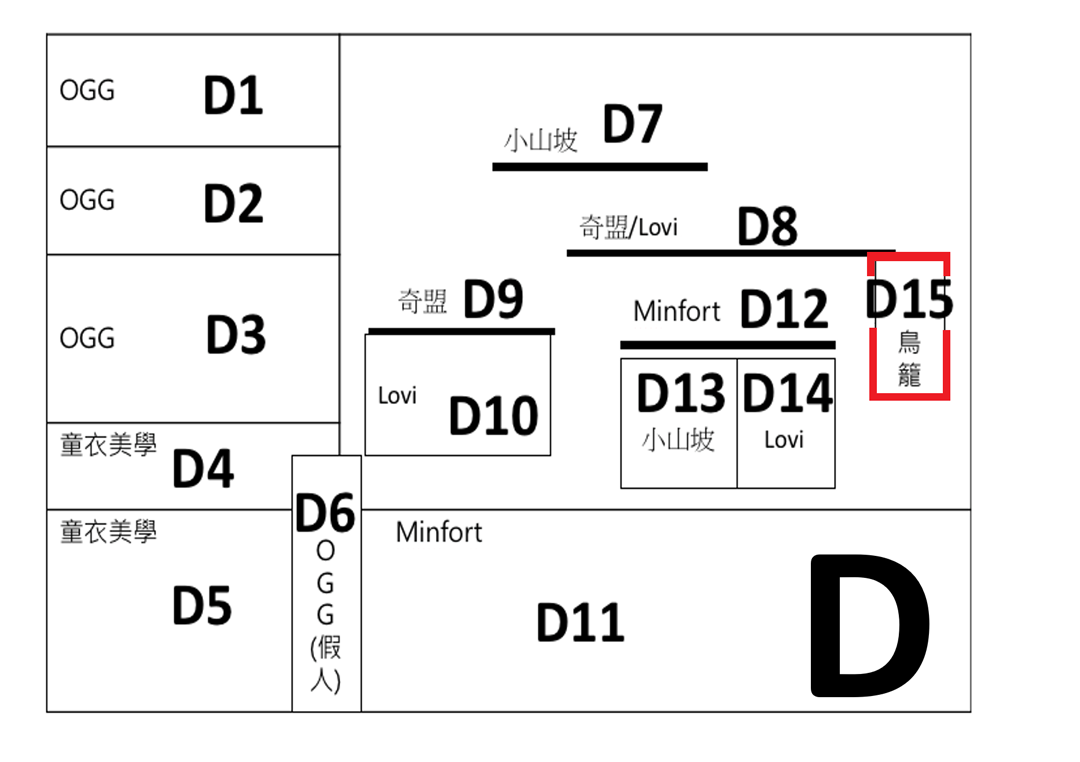 OGG D1
OGG D2
OGG D3
童衣美學 D4
童衣美學
D5
D6
O
G
G
(假
人)
小山坡 D7
奇盟/Lovi D8
奇盟 D9
Lovi D10
Minfort D12
D13
小山坡
D14
Lovi
D15
鳥
籠
Minfort
D11
D